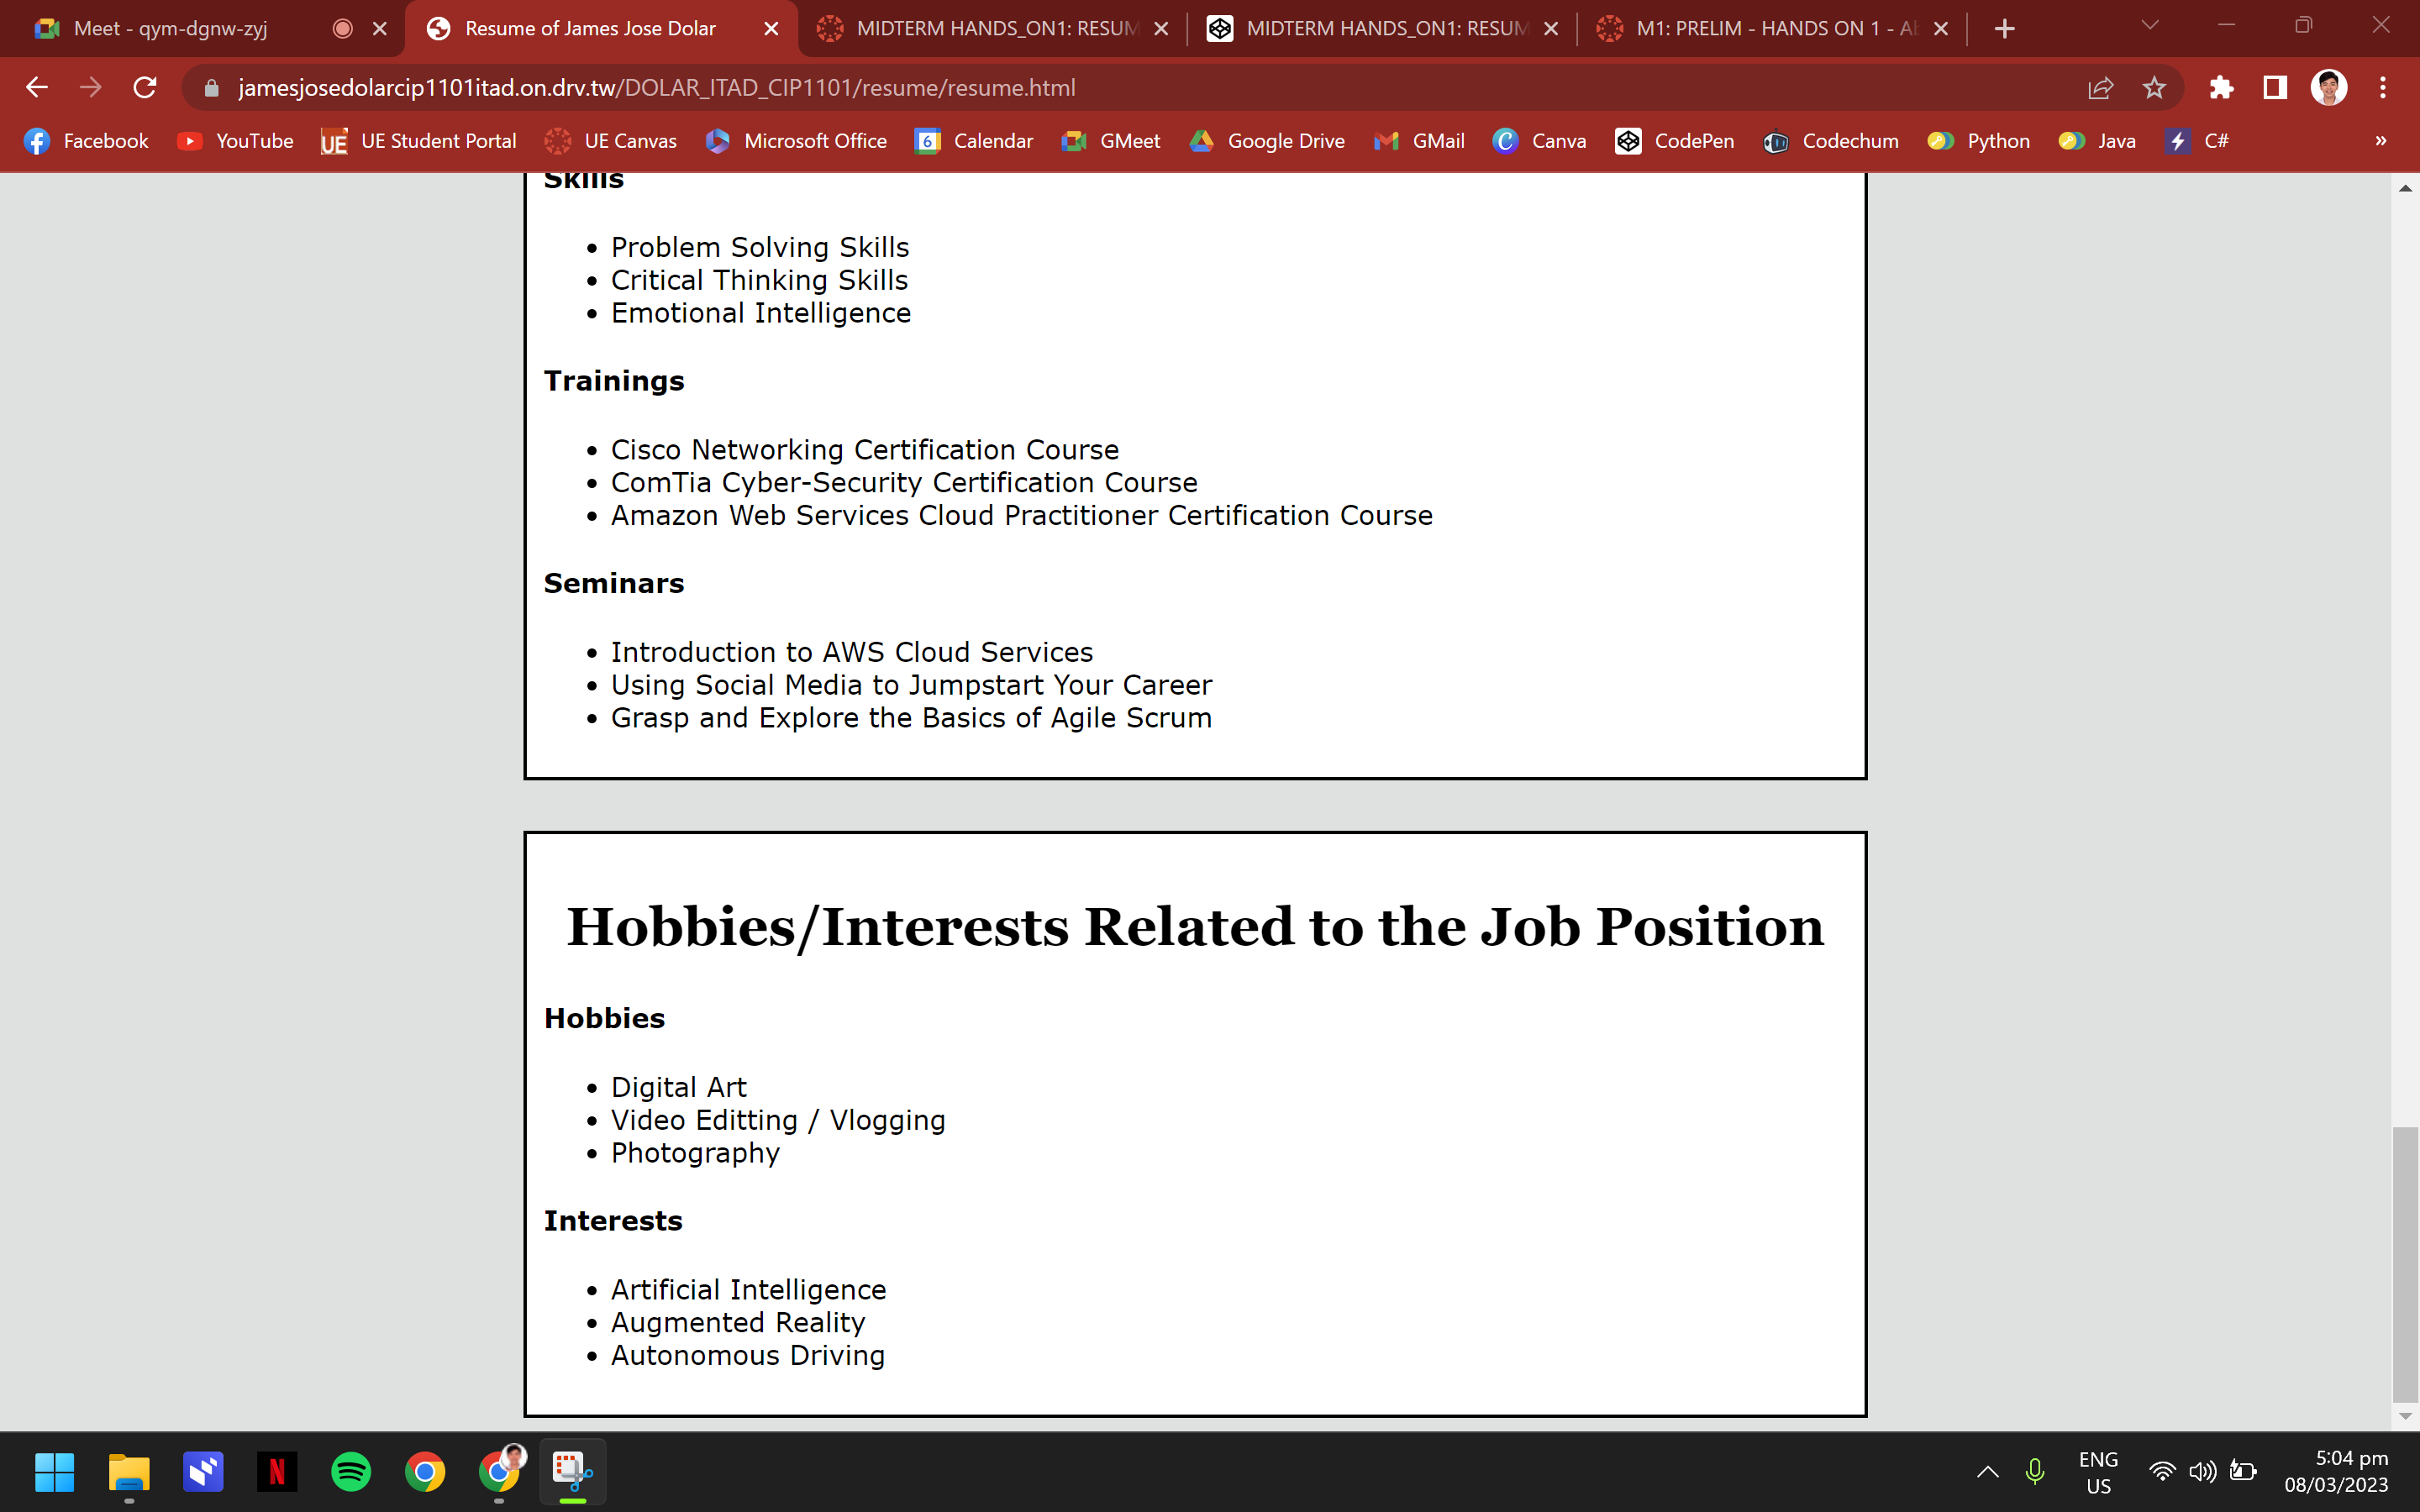 Meet - qym-dgnw-zyj
Resume of James Jose Dolar
MIDTERM HANDS_ON1: RESUM
MIDTERM HANDS_ON1: RESUM
M1: PRELIM - HANDS ON 1 - Al
jamesjosedolarcip1101itad.on.drv.tw/DOLAR_ITAD_CIP1101/resume/resume.html
Facebook
YouTube
UE
UE Student Portal
UE Canvas
Microsoft Office
6
Calendar
GMeet
Google Drive
GMail
Canva
CodePen
Codechum
Python
Java
C#
»
Skills
• Problem Solving Skills
• Critical Thinking Skills
• Emotional Intelligence
Trainings
• Cisco Networking Certification Course
• ComTia Cyber-Security Certification Course
• Amazon Web Services Cloud Practitioner Certification Course
Seminars
• Introduction to AWS Cloud Services
• Using Social Media to Jumpstart Your Career
• Grasp and Explore the Basics of Agile Scrum
Hobbies/Interests Related to the Job Position
Hobbies
• Digital Art
• Video Editting / Vlogging
• Photography
Interests
• Artificial Intelligence
• Augmented Reality
• Autonomous Driving
N
ENG
US
5:04 pm
08/03/2023